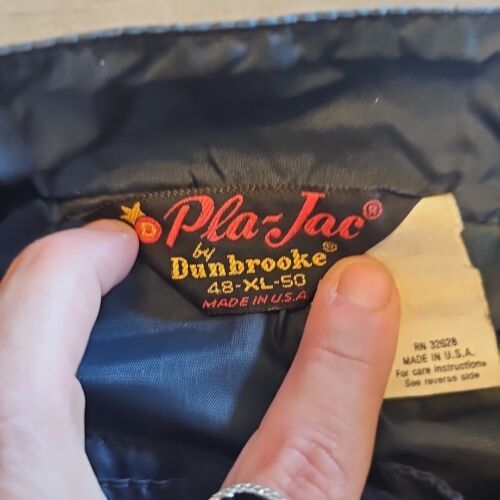 D
Pla-Jac®
by
Dunbrooke®
48-XL-50
MADE IN U.S.A.
RN 32628
MADE IN U.S.A.
For care instructions
See reverse side